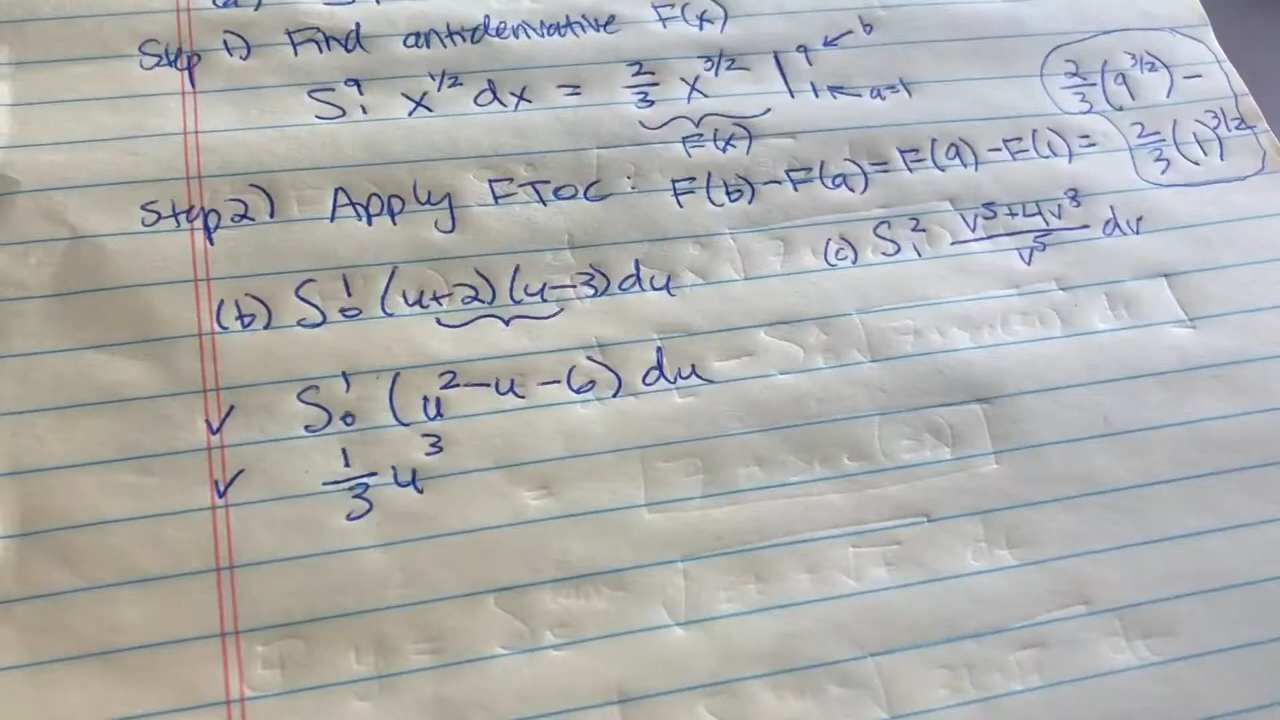 Step 1) Find antiderivative F(x)
∫₁⁹ x^1/2 dx = 2/3 x^3/2 |₁⁹ ← b ← a=1
F(x)
2/3 (9^3/2) -
2/3 (1)^3/2
Step 2) Apply FTOC: F(b)-F(a)=F(9)-F(1)=
(b) ∫₀¹ (u+2)(u-3)du
(c) ∫₁² v⁵+4v⁸/v⁵ dv
✓ ∫₀¹ (u²-u-6) du
✓ 1/3 u³